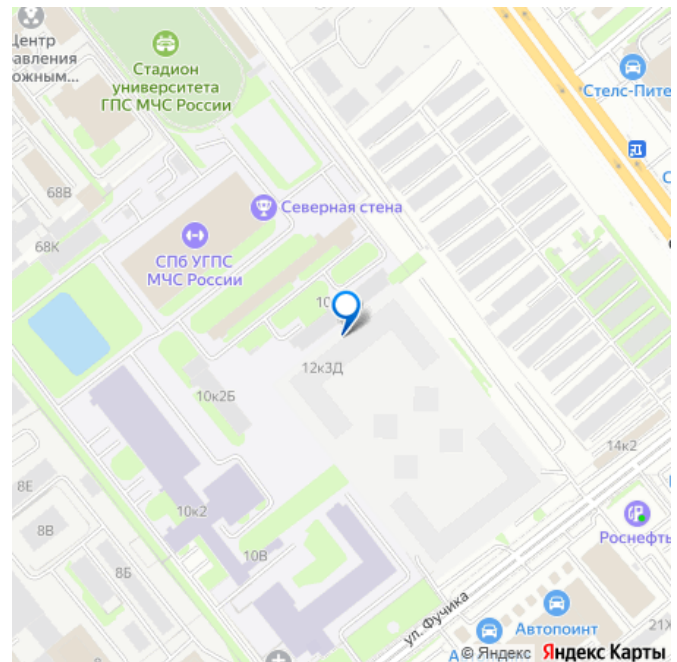 Центр
авления
ожным...
Стадион
университета
ГПС МЧС России
Стелс-Пите
68В
Северная стена
68К
СПб УГПС
МЧС России
10
12к3Д
10к2Б
14к2
8Е
10к2
8В
Роснефть
10В
8Б
ул. Фучика
Автопоинт
21
© Яндекс Яндекс Карты